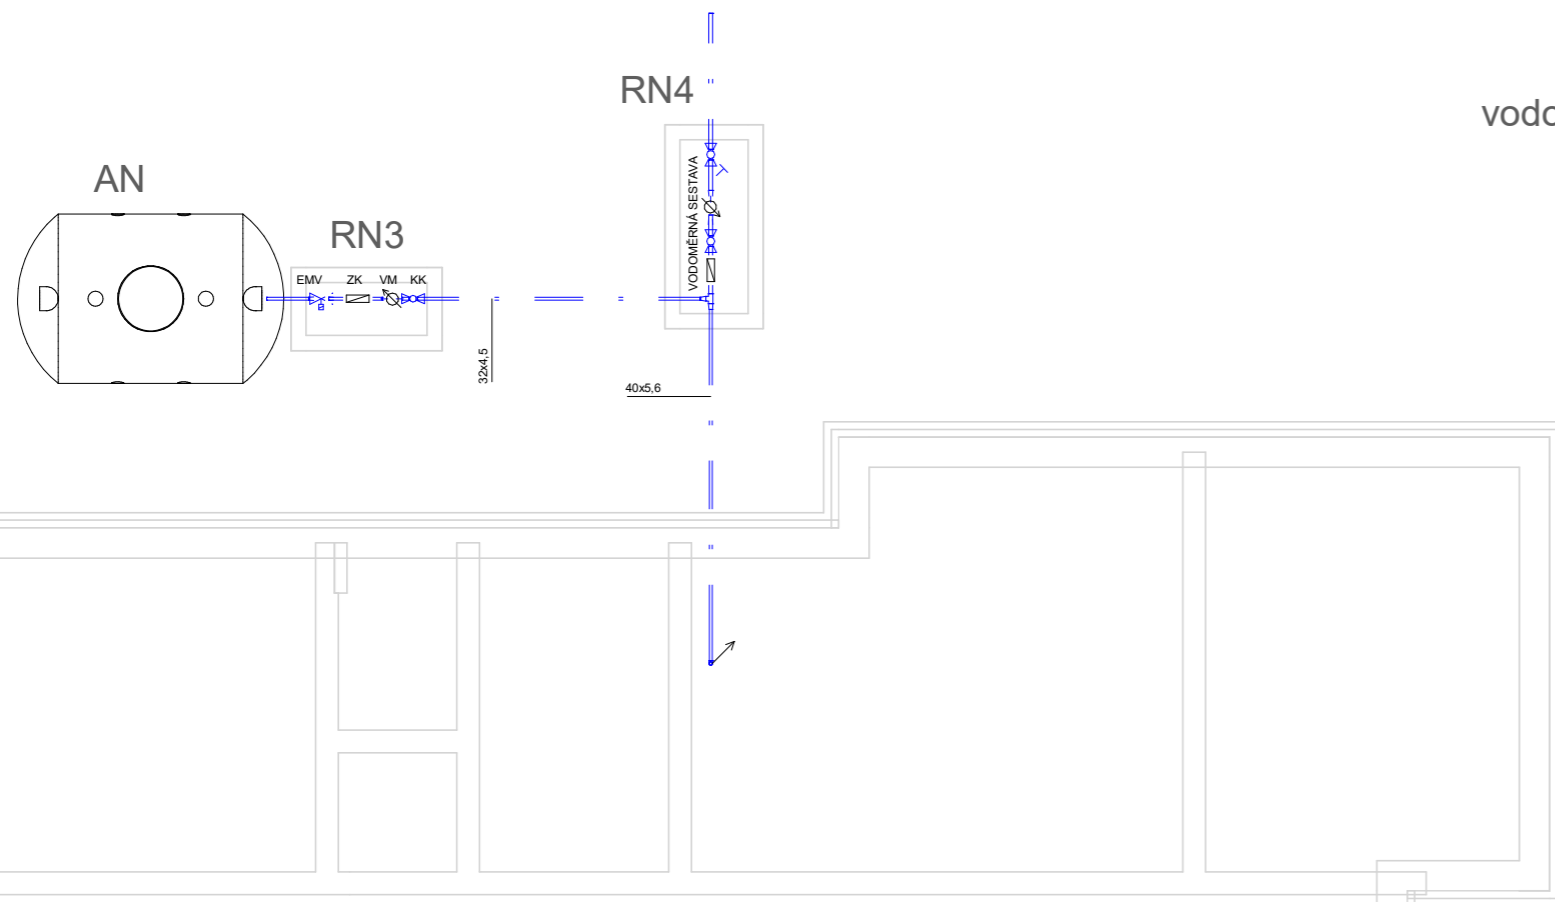 RN4
vodo
AN
VODOMĚRNÁ SESTAVA
RN3
EMV ZK VM KK
32x4,5
40x5,6